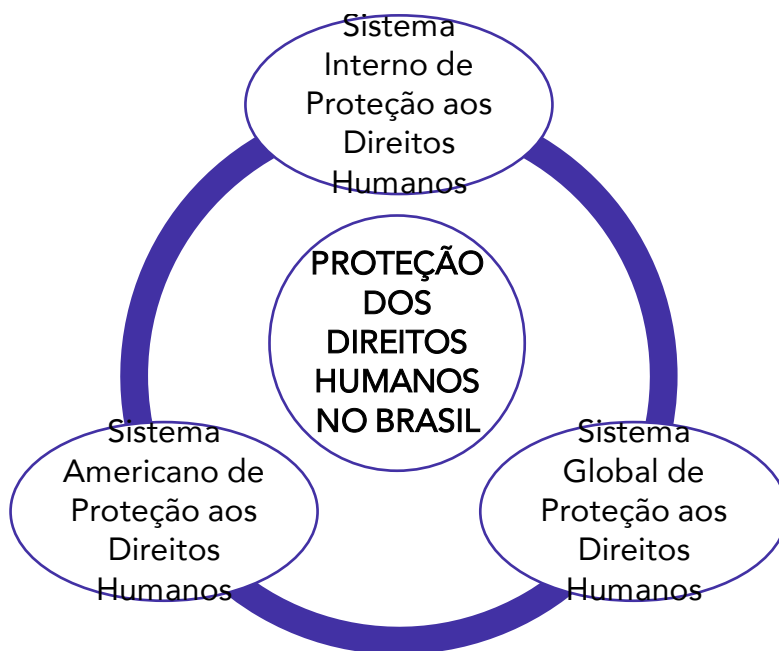 Sistema
Interno de
Proteção aos
Direitos
Humanos
PROTEÇÃO
DOS
DIREITOS
HUMANOS
NO BRASIL
Sistema
Americano de
Proteção aos
Direitos
Humanos
Sistema
Global de
Proteção aos
Direitos
Humanos